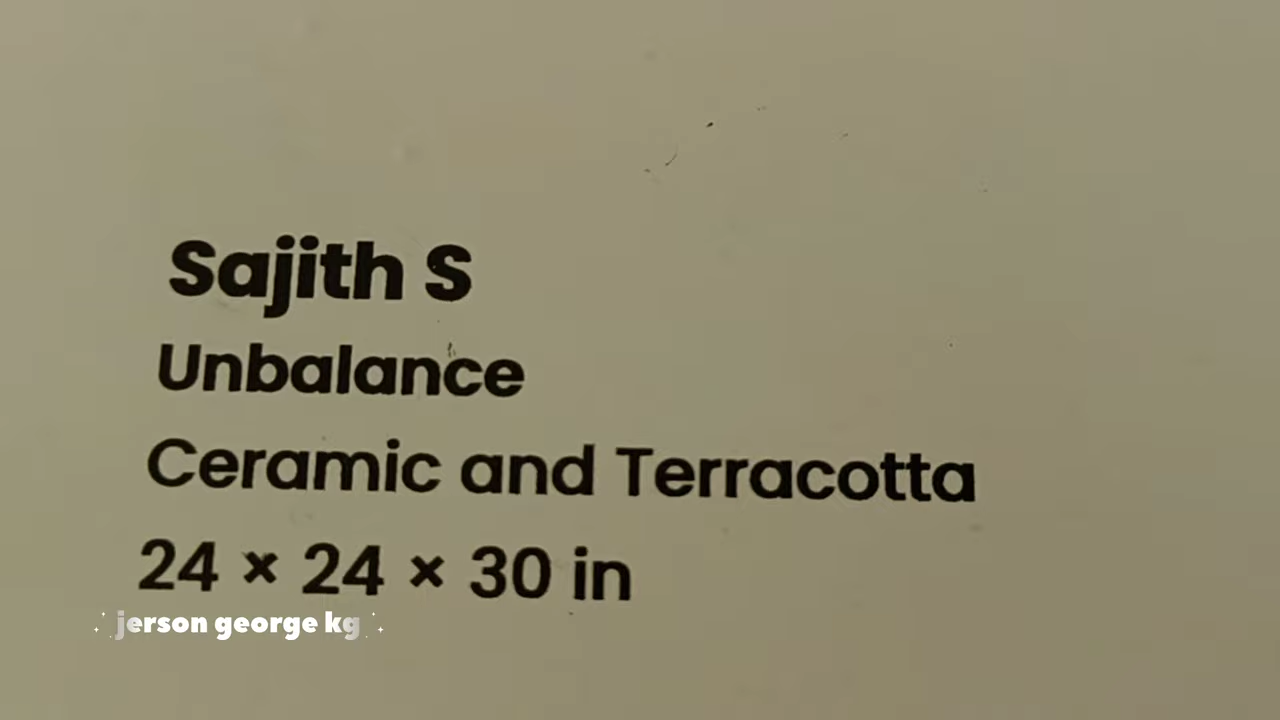 Sajith S
Unbalance
Ceramic and Terracotta
24 × 24 × 30 in
jerson george kg